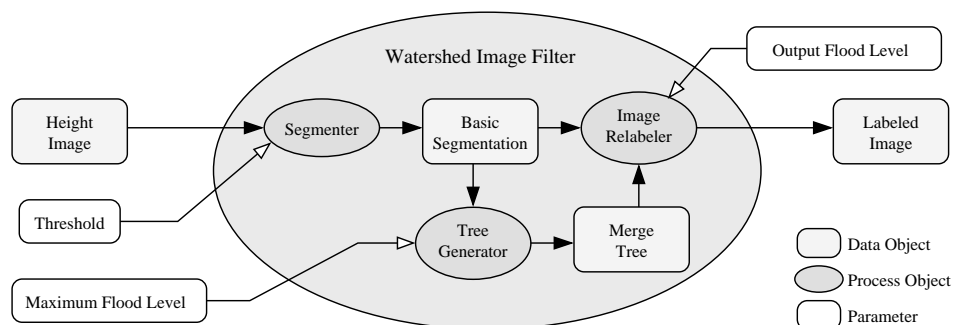 Watershed Image Filter
Output Flood Level
Height
Image
Segmenter
Basic
Segmentation
Image
Relabeler
Labeled
Image
Threshold
Tree
Generator
Merge
Tree
Maximum Flood Level
Data Object
Process Object
Parameter